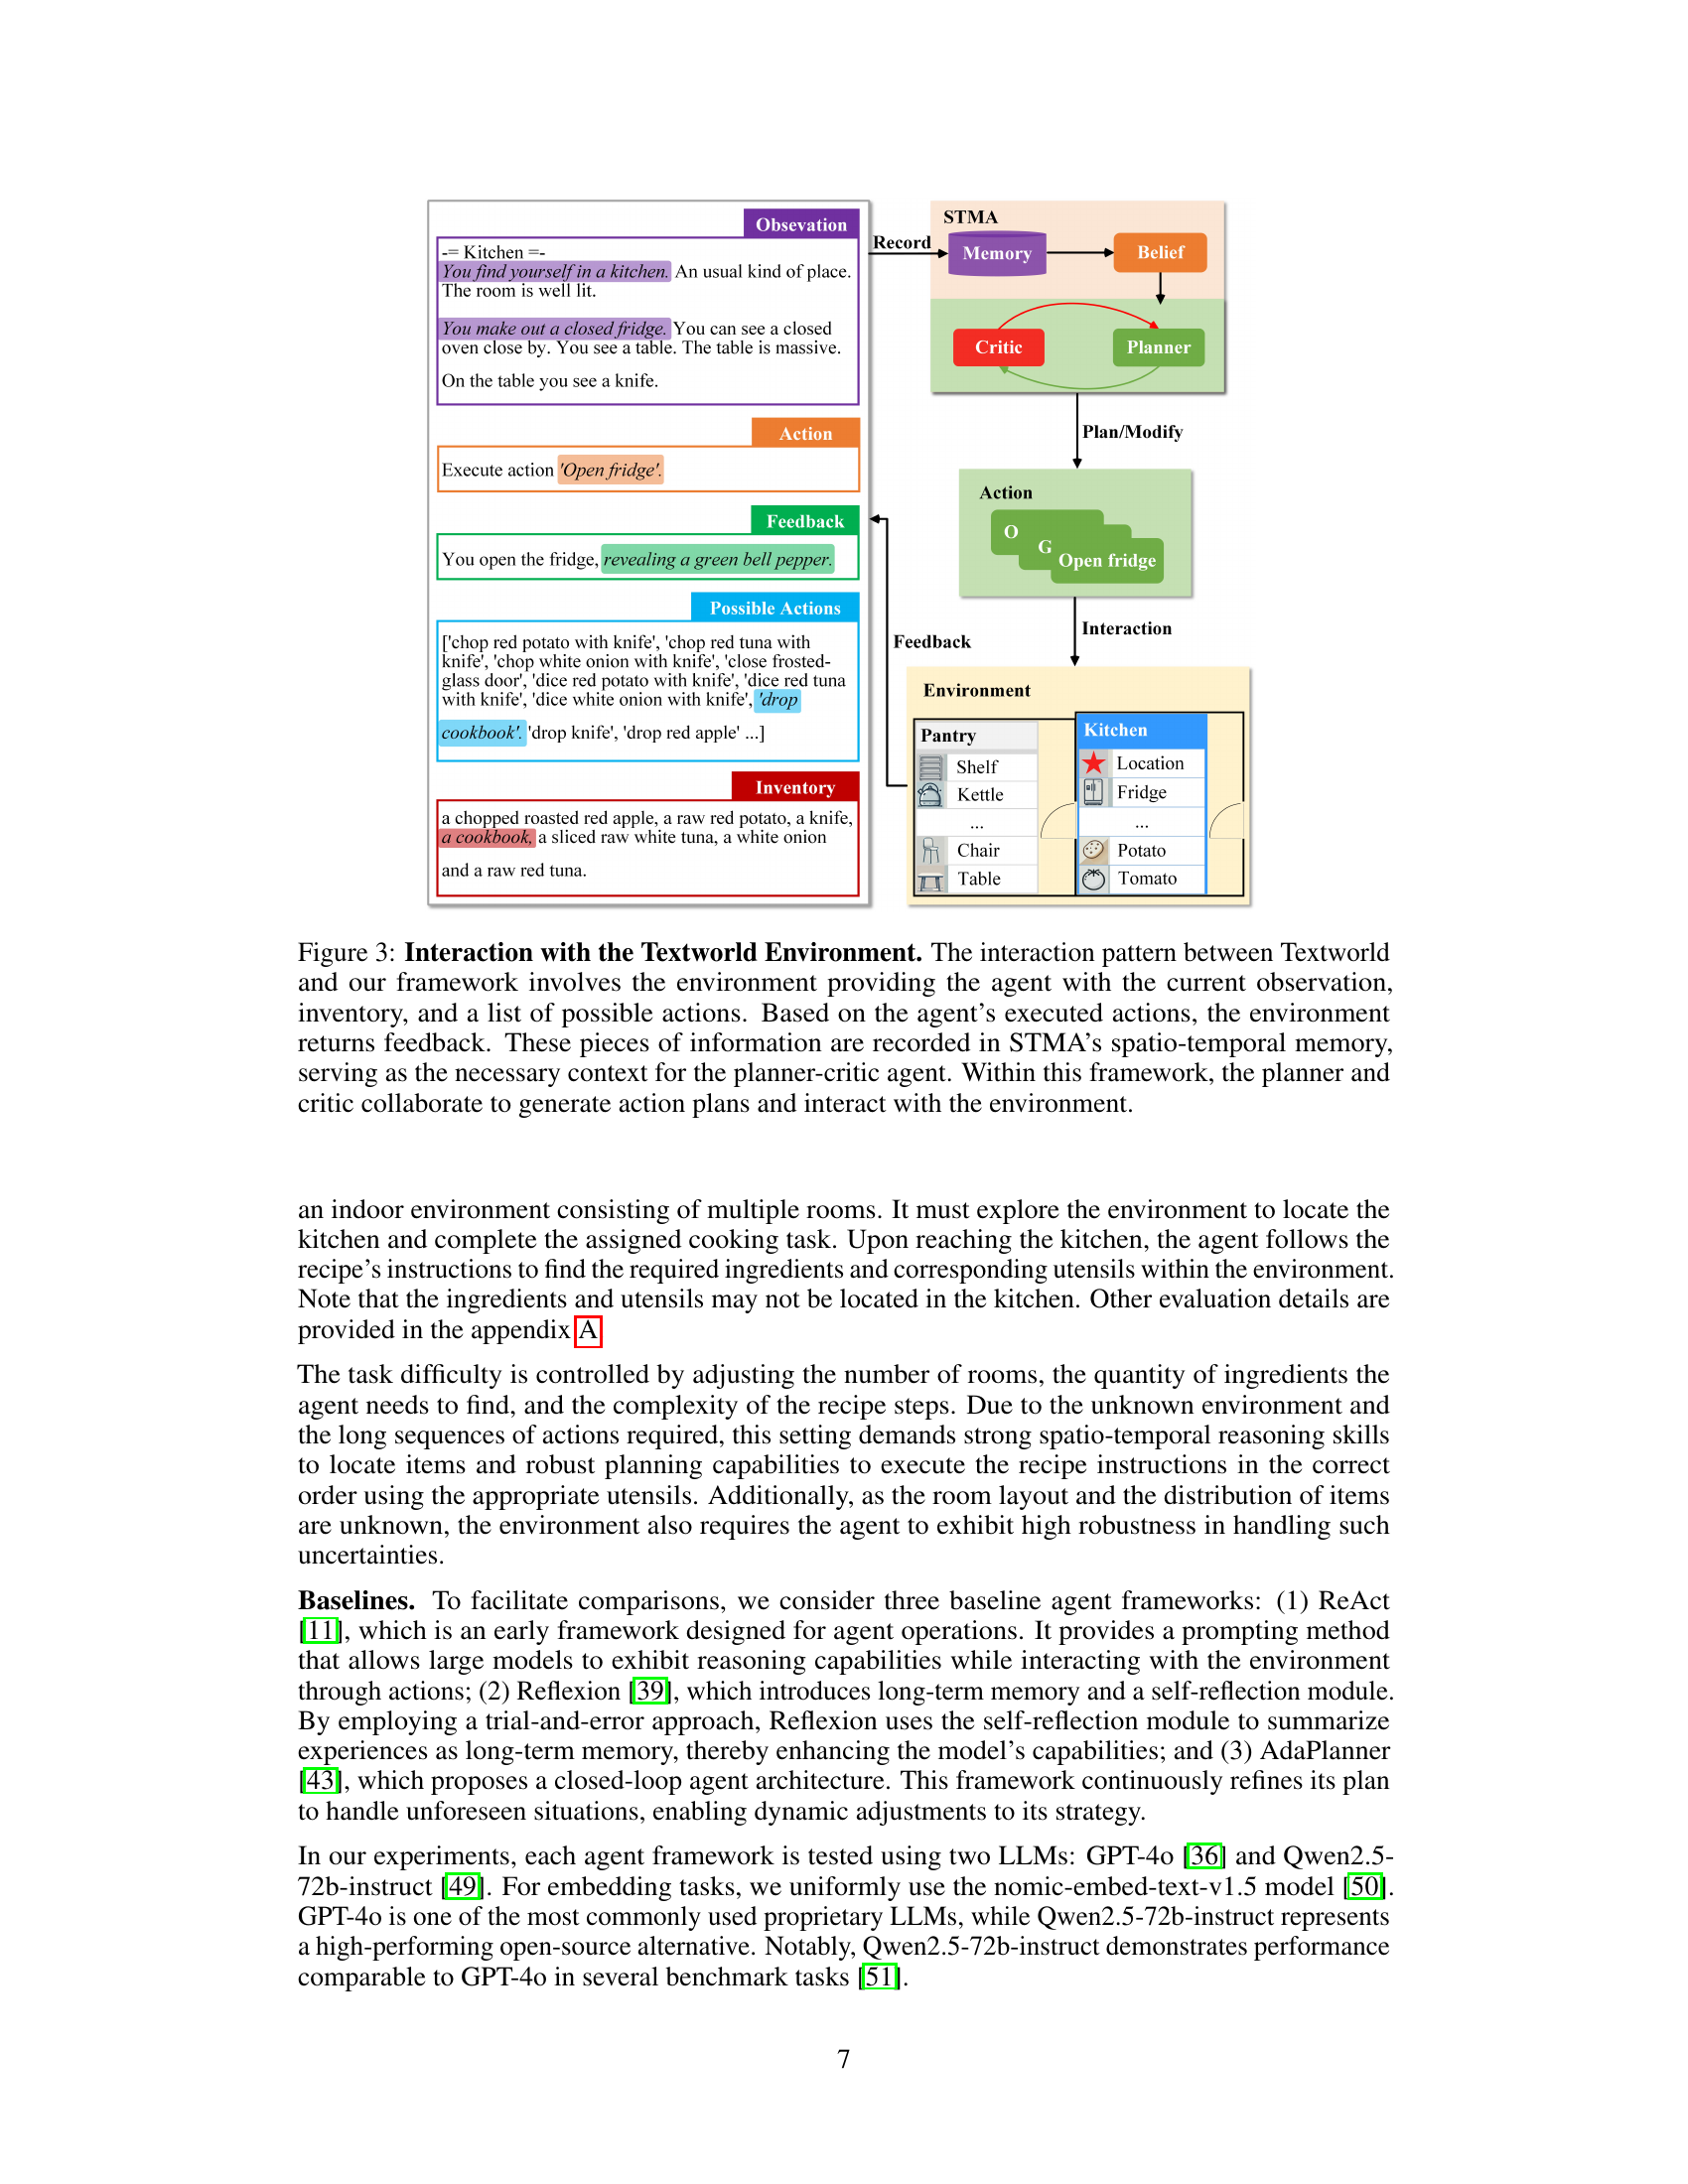 Obsevation
-= Kitchen =-
You find yourself in a kitchen. An usual kind of place.
The room is well lit.
You make out a closed fridge. You can see a closed
oven close by. You see a table. The table is massive.
On the table you see a knife.
Action
Execute action 'Open fridge'.
Feedback
You open the fridge, revealing a green bell pepper.
Possible Actions
['chop red potato with knife', 'chop red tuna with
knife', 'chop white onion with knife', 'close frosted-
glass door', 'dice red potato with knife', 'dice red tuna
with knife', 'dice white onion with knife', 'drop
cookbook'. 'drop knife', 'drop red apple' ...]
Inventory
a chopped roasted red apple, a raw red potato, a knife,
a cookbook, a sliced raw white tuna, a white onion
and a raw red tuna.
Record
STMA
Memory
Belief
Critic
Planner
Plan/Modify
Action
O
G
Open fridge
Interaction
Feedback
Environment
Pantry
Shelf
Kettle
...
Chair
Table
Kitchen
Location
Fridge
...
Potato
Tomato
Figure 3: Interaction with the Textworld Environment. The interaction pattern between Textworld
and our framework involves the environment providing the agent with the current observation,
inventory, and a list of possible actions. Based on the agent's executed actions, the environment
returns feedback. These pieces of information are recorded in STMA's spatio-temporal memory,
serving as the necessary context for the planner-critic agent. Within this framework, the planner and
critic collaborate to generate action plans and interact with the environment.
an indoor environment consisting of multiple rooms. It must explore the environment to locate the
kitchen and complete the assigned cooking task. Upon reaching the kitchen, the agent follows the
recipe's instructions to find the required ingredients and corresponding utensils within the environment.
Note that the ingredients and utensils may not be located in the kitchen. Other evaluation details are
provided in the appendix A
The task difficulty is controlled by adjusting the number of rooms, the quantity of ingredients the
agent needs to find, and the complexity of the recipe steps. Due to the unknown environment and
the long sequences of actions required, this setting demands strong spatio-temporal reasoning skills
to locate items and robust planning capabilities to execute the recipe instructions in the correct
order using the appropriate utensils. Additionally, as the room layout and the distribution of items
are unknown, the environment also requires the agent to exhibit high robustness in handling such
uncertainties.
Baselines. To facilitate comparisons, we consider three baseline agent frameworks: (1) ReAct
[11], which is an early framework designed for agent operations. It provides a prompting method
that allows large models to exhibit reasoning capabilities while interacting with the environment
through actions; (2) Reflexion [39], which introduces long-term memory and a self-reflection module.
By employing a trial-and-error approach, Reflexion uses the self-reflection module to summarize
experiences as long-term memory, thereby enhancing the model's capabilities; and (3) AdaPlanner
[43], which proposes a closed-loop agent architecture. This framework continuously refines its plan
to handle unforeseen situations, enabling dynamic adjustments to its strategy.
In our experiments, each agent framework is tested using two LLMs: GPT-4o [36] and Qwen2.5-
72b-instruct [49]. For embedding tasks, we uniformly use the nomic-embed-text-v1.5 model [50].
GPT-4o is one of the most commonly used proprietary LLMs, while Qwen2.5-72b-instruct represents
a high-performing open-source alternative. Notably, Qwen2.5-72b-instruct demonstrates performance
comparable to GPT-4o in several benchmark tasks [51].
7